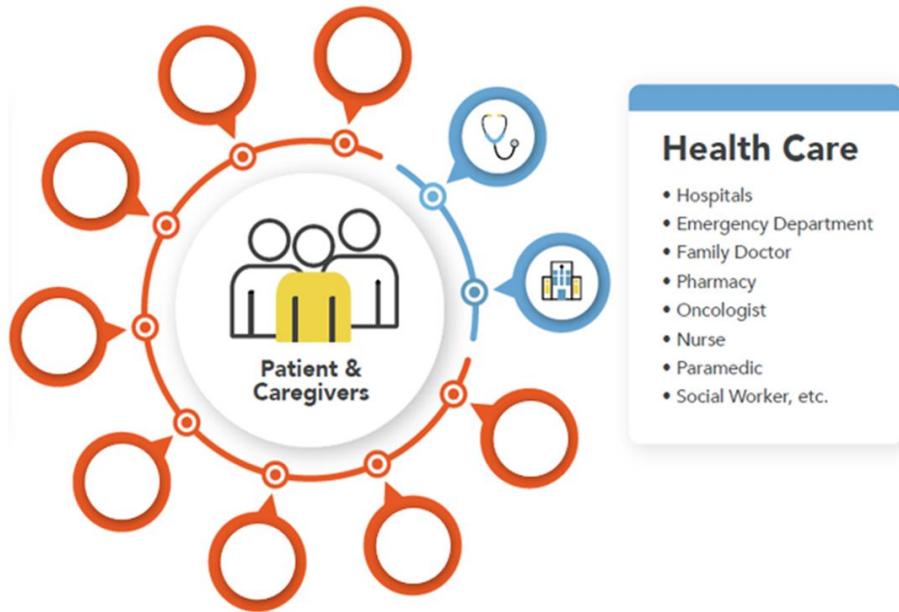 Patient &
Caregivers
Health Care
• Hospitals
• Emergency Department
• Family Doctor
• Pharmacy
• Oncologist
• Nurse
• Paramedic
• Social Worker, etc.